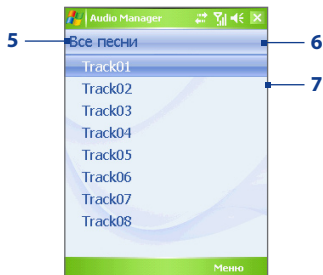 Audio Manager
5
Все песни
6
Track01
7
Track02
Track03
Track04
Track05
Track06
Track07
Track08
Меню